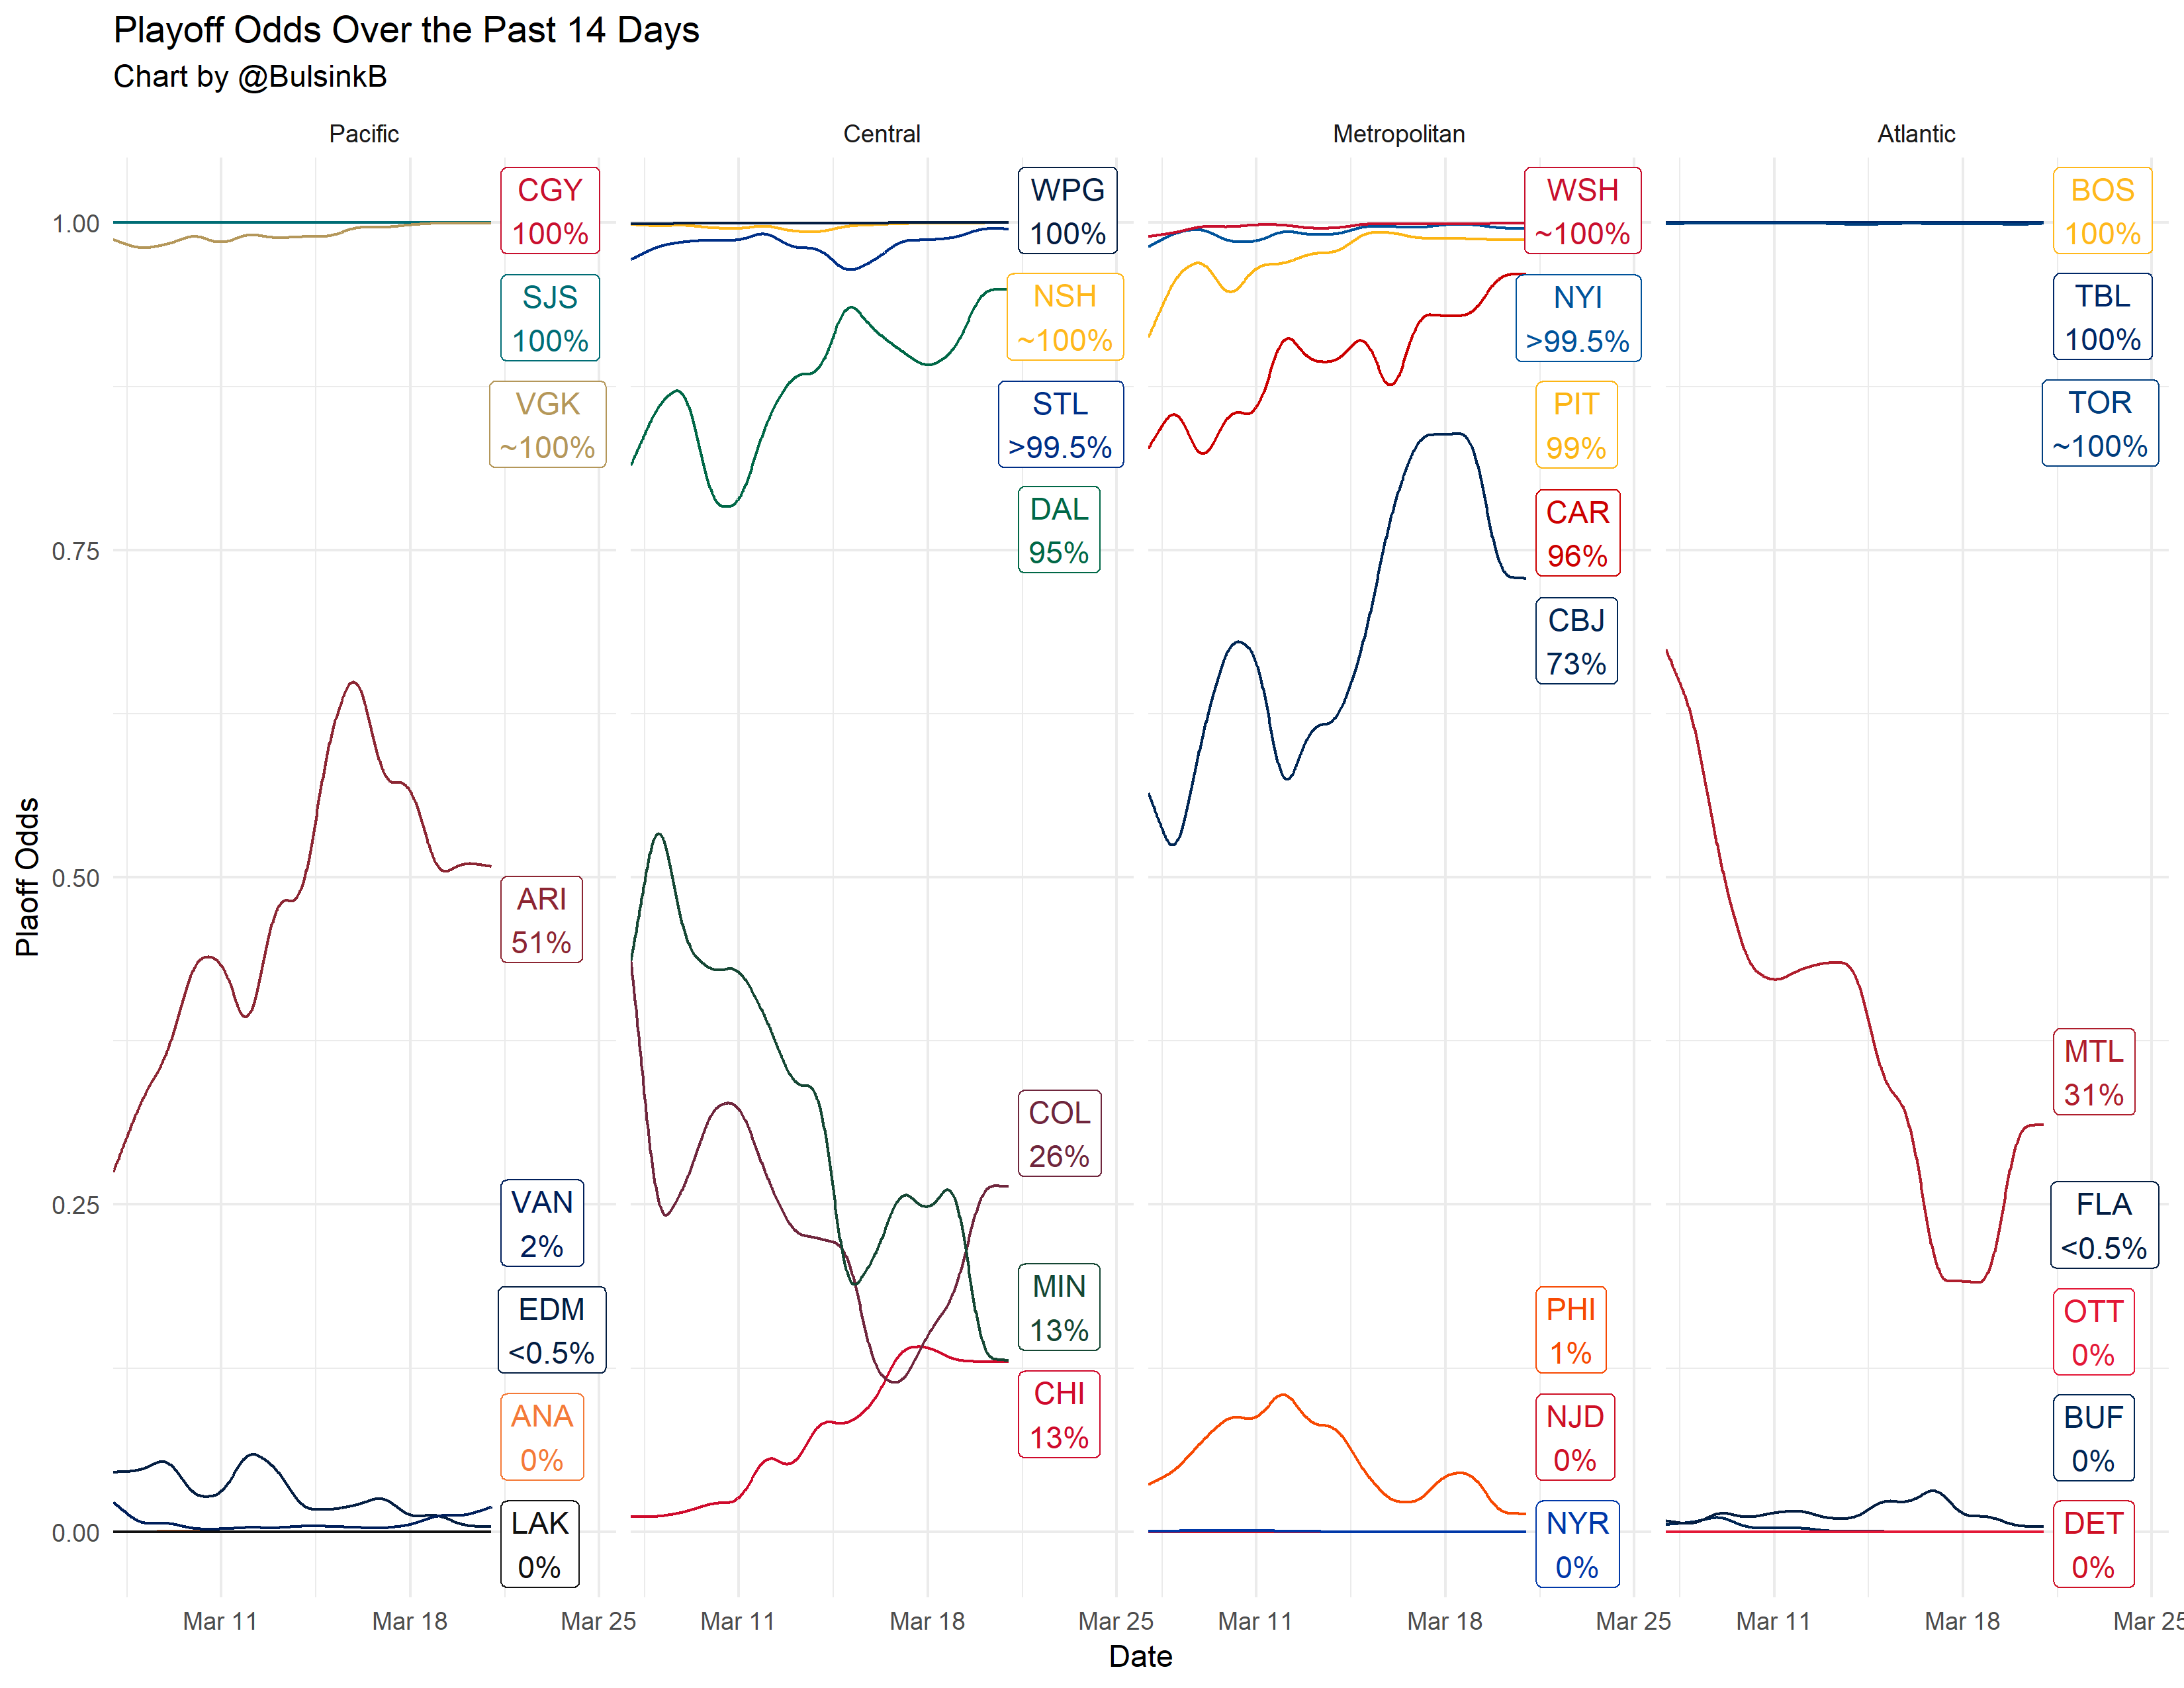 Playoff Odds Over the Past 14 Days
Chart by @BulsinkB
Pacific
Central
Metropolitan
Atlantic
Plaoff Odds
1.00
0.75
0.50
0.25
0.00
CGY
100%
SJS
100%
VGK
~100%
ARI
51%
VAN
2%
EDM
<0.5%
ANA
0%
LAK
0%
WPG
100%
NSH
~100%
STL
>99.5%
DAL
95%
COL
26%
MIN
13%
CHI
13%
WSH
~100%
NYI
>99.5%
PIT
99%
CAR
96%
CBJ
73%
PHI
1%
NJD
0%
NYR
0%
BOS
100%
TBL
100%
TOR
~100%
MTL
31%
FLA
<0.5%
OTT
0%
BUF
0%
DET
0%
Mar 11 Mar 18 Mar 25
Mar 11 Mar 18 Mar 25
Mar 11 Mar 18 Mar 25
Mar 11 Mar 18 Mar 25
Date